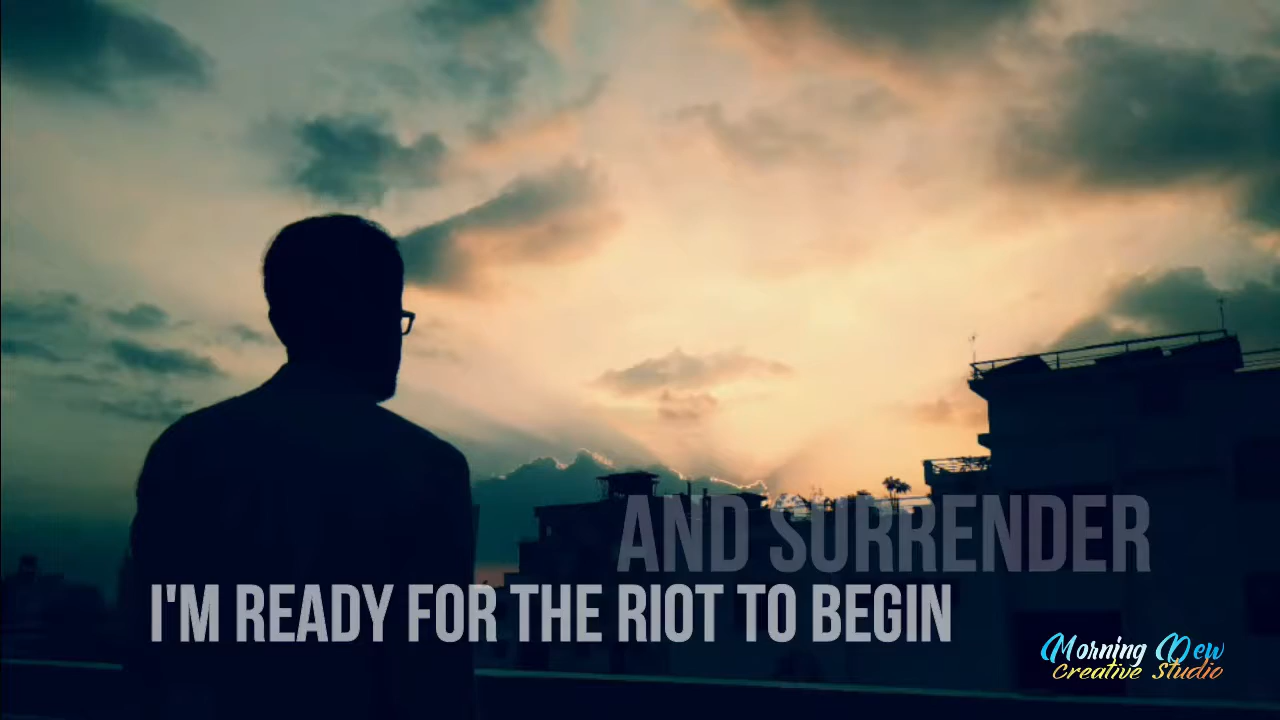 AND SURRENDER
I'M READY FOR THE RIOT TO BEGIN
Morning Dew
Creative Studio